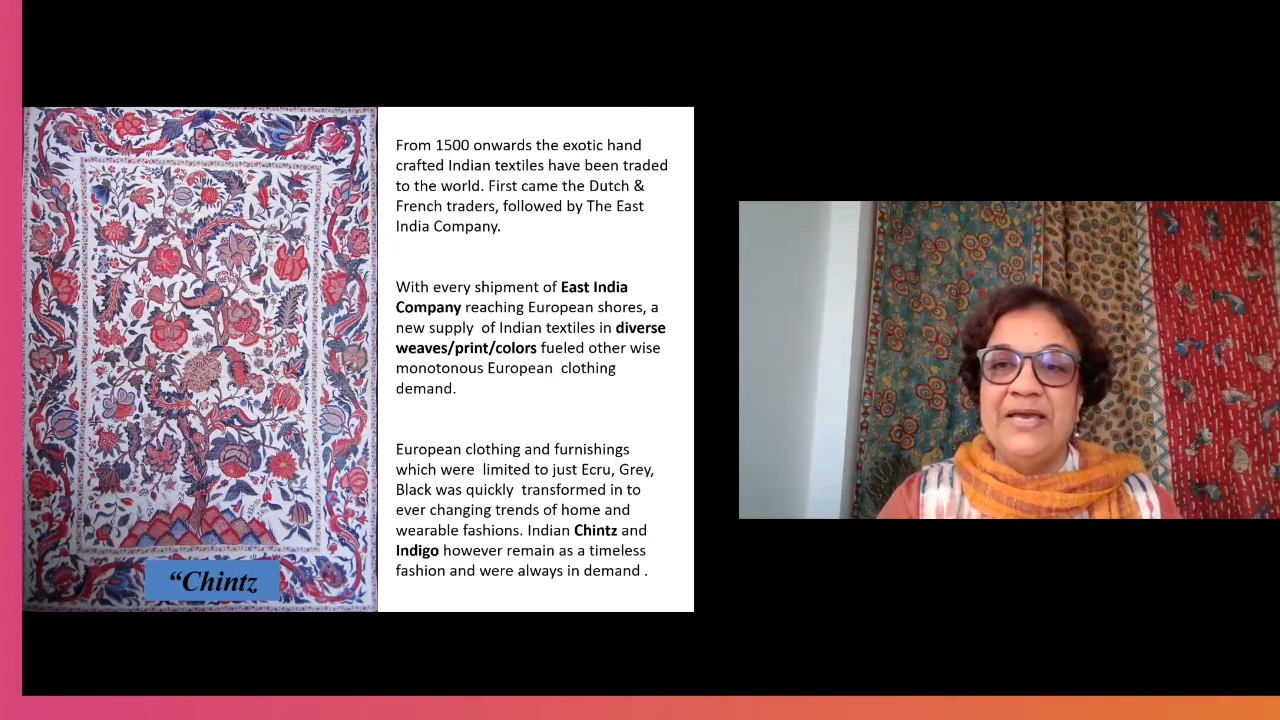 From 1500 onwards the exotic hand
crafted Indian textiles have been traded
to the world. First came the Dutch &
French traders, followed by The East
India Company.
With every shipment of East India
Company reaching European shores, a
new supply of Indian textiles in diverse
weaves/print/colors fueled other wise
monotonous European clothing
demand.
European clothing and furnishings
which were limited to just Ecru, Grey,
Black was quickly transformed in to
ever changing trends of home and
wearable fashions. Indian Chintz and
Indigo however remain as a timeless
fashion and were always in demand .
“Chintz